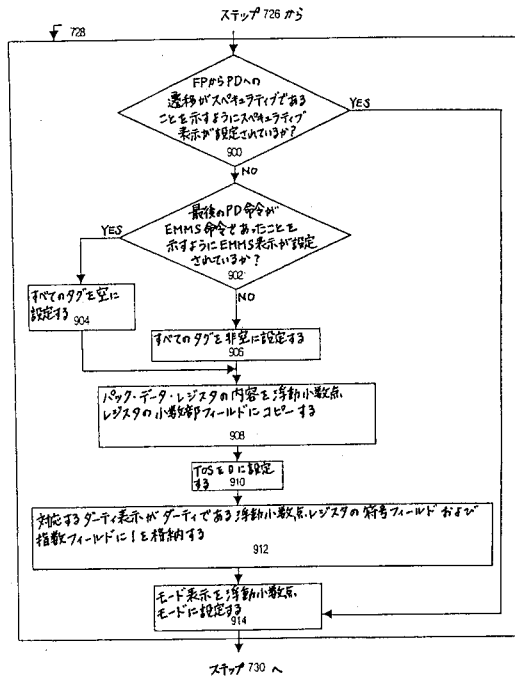 ステップ 726 から
728
FPからPDへの
遷移がスペキュラティブである
ことを示すようにスペキュラティブ
表示が設定されているか?
900
YES
NO
最後のPD命令が
EMMS命令であったことを
示すようにEMMS表示が設定
されているか?
902
YES
NO
すべてのタグを空に
設定する 904
すべてのタグを非空に設定する
906
パック・データ・レジスタの内容を浮動小数点
レジスタの小数部フィールドにコピーする
908
TOSを0に設定
する 910
対応するダーティ表示がダーティである浮動小数点レジスタの符号フィールドおよび
指数フィールドに1を格納する
912
モード表示を浮動小数点
モードに設定する
914
ステップ 730 へ